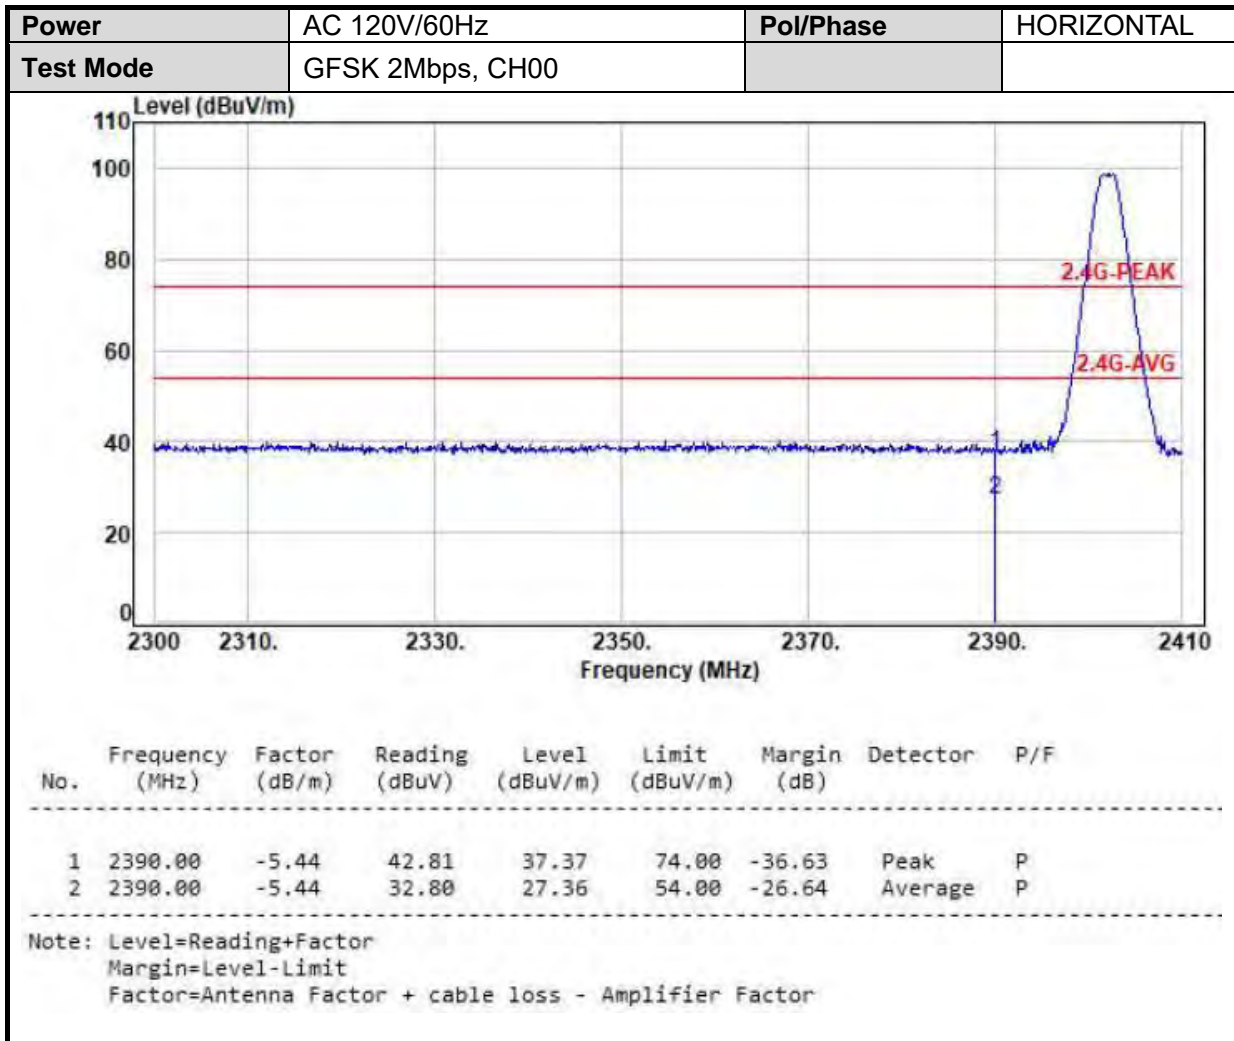 Power AC 120V/60Hz Pol/Phase HORIZONTAL
Test Mode GFSK 2Mbps, CH00
Level (dBuV/m)
110
100
80
2.4G-PEAK
60
2.4G-AVG
40
1
2
20
0
2300 2310. 2330. 2350. 2370. 2390. 2410
Frequency (MHz)
Frequency Factor Reading Level Limit Margin Detector P/F
No. (MHz) (dB/m) (dBuV) (dBuV/m) (dBuV/m) (dB)
1 2390.00 -5.44 42.81 37.37 74.00 -36.63 Peak P
2 2390.00 -5.44 32.80 27.36 54.00 -26.64 Average P
Note: Level=Reading+Factor
Margin=Level-Limit
Factor=Antenna Factor + cable loss - Amplifier Factor